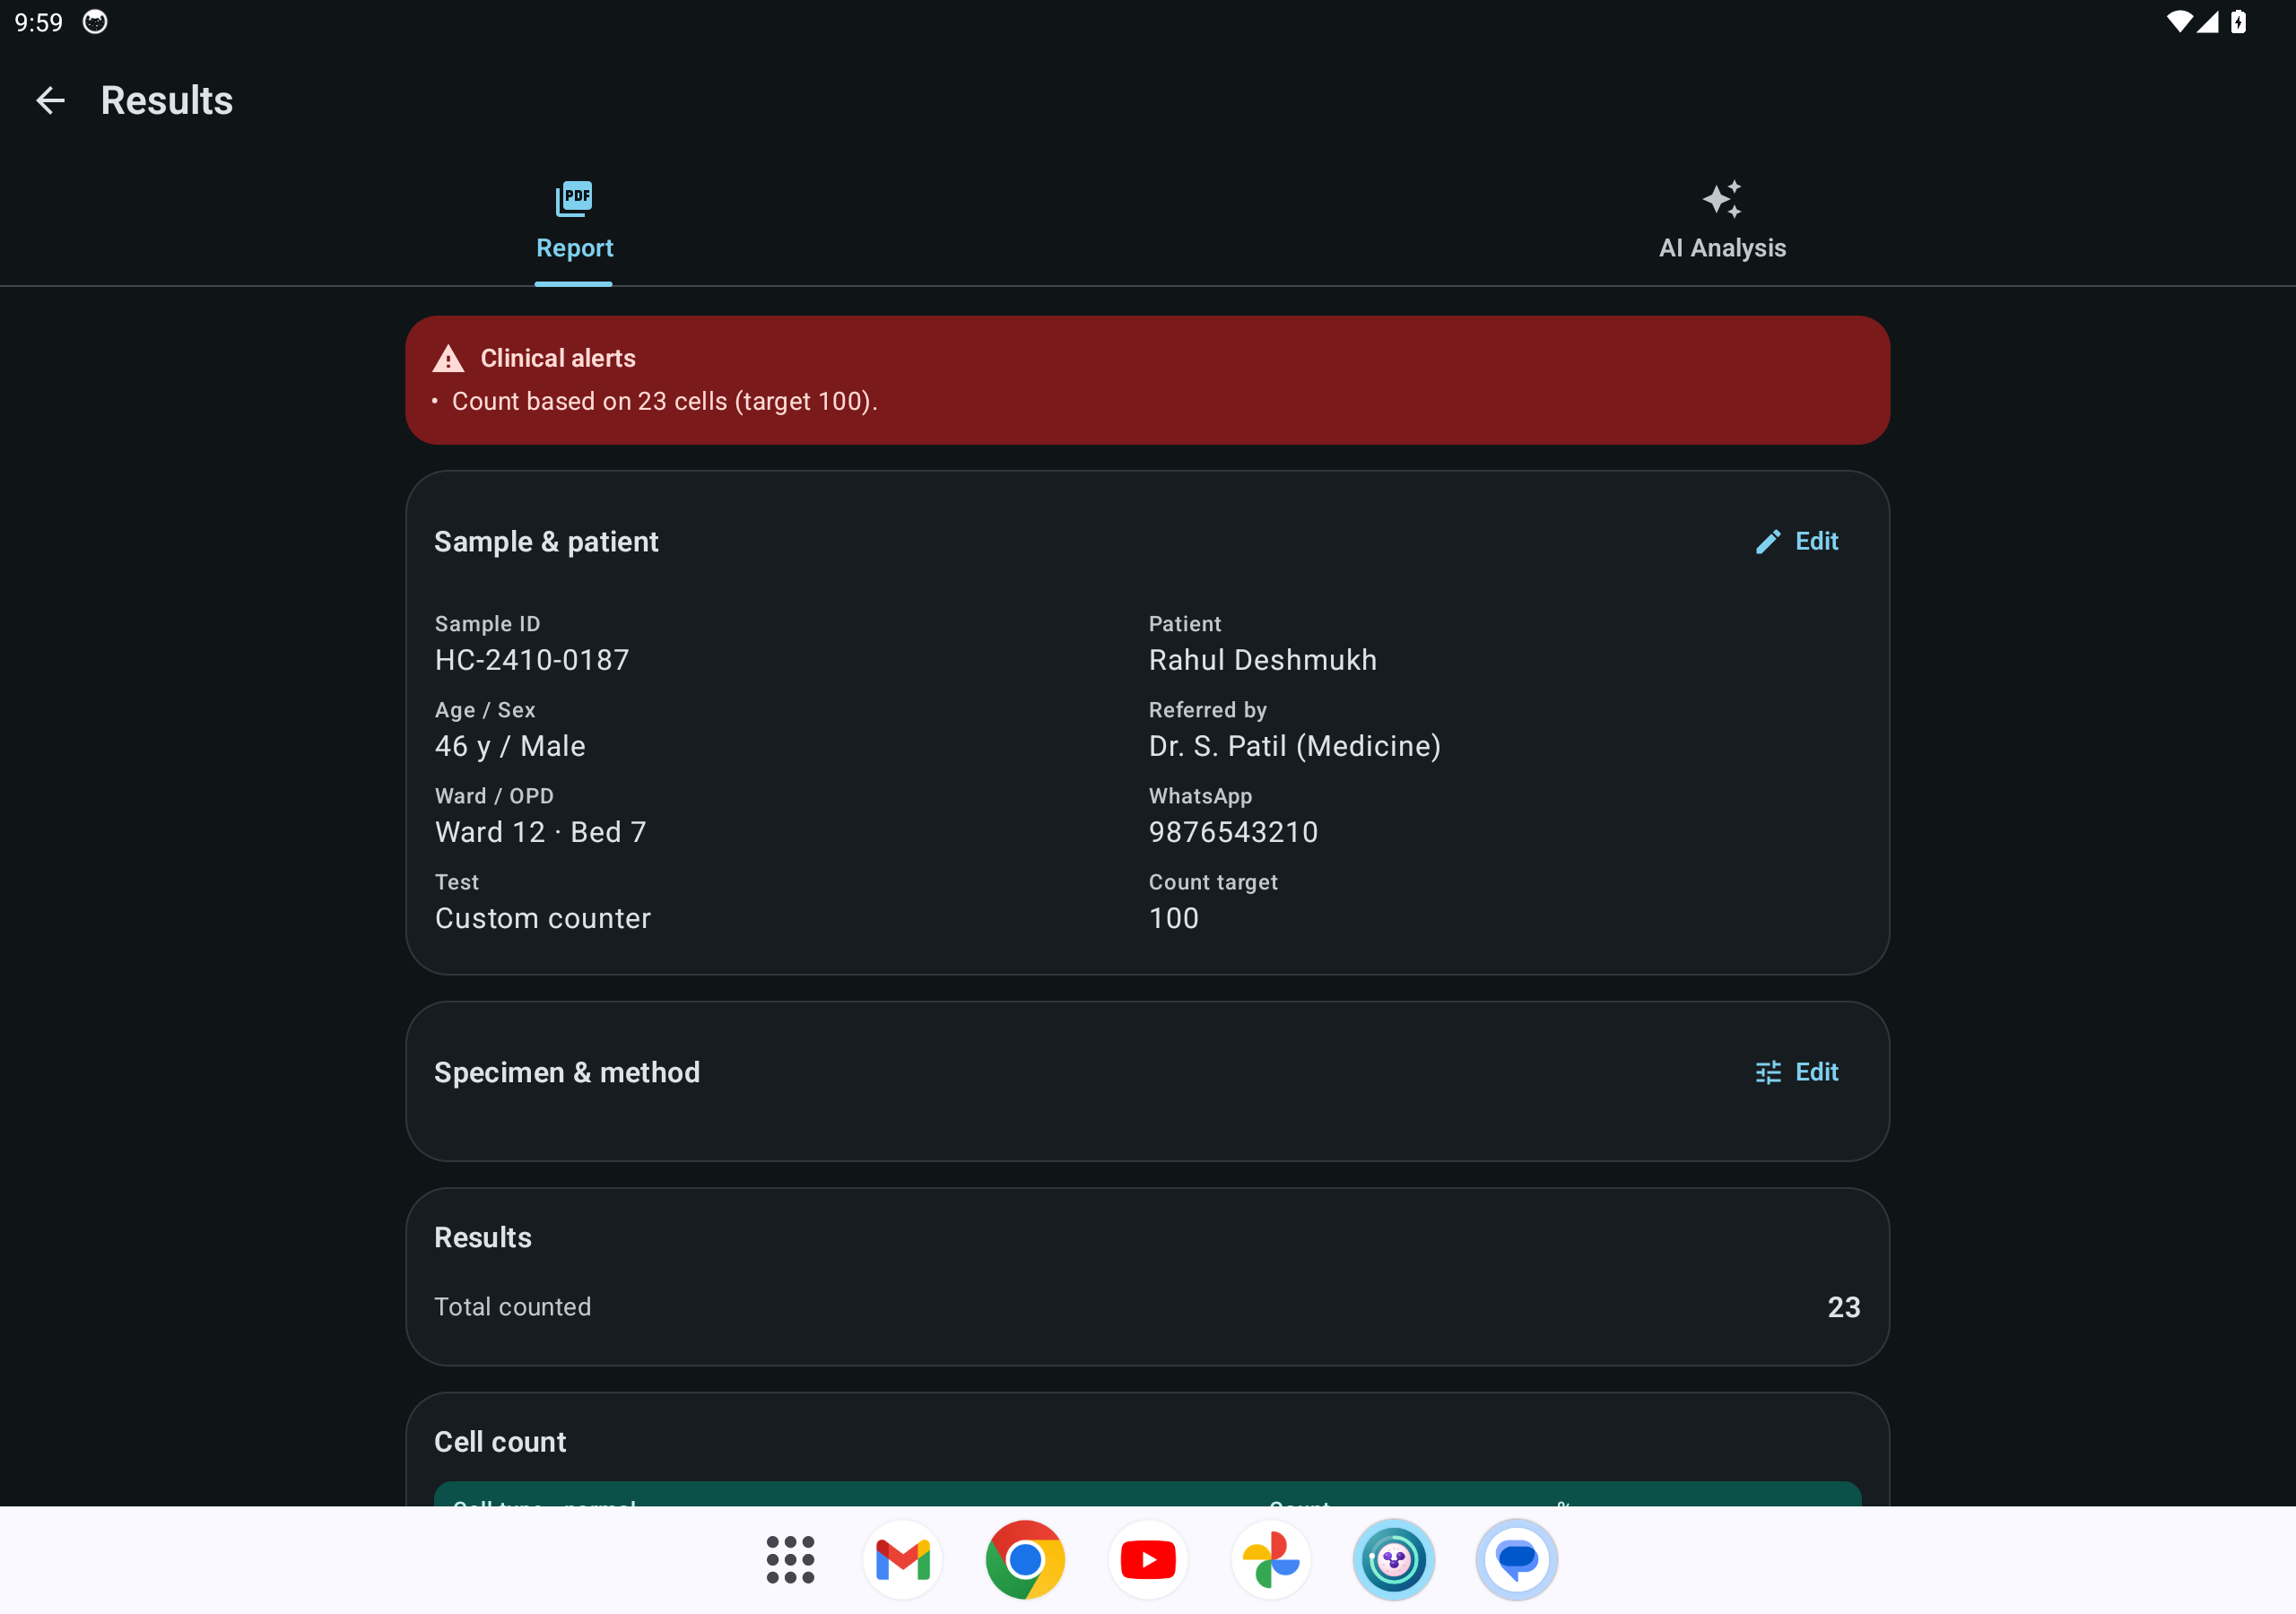 9:59
Results
PDF
Report
AI Analysis
Clinical alerts
• Count based on 23 cells (target 100).
Sample & patient
Edit
Sample ID
HC-2410-0187
Patient
Rahul Deshmukh
Age / Sex
46 y / Male
Referred by
Dr. S. Patil (Medicine)
Ward / OPD
Ward 12 · Bed 7
WhatsApp
9876543210
Test
Custom counter
Count target
100
Specimen & method
Edit
Results
Total counted
23
Cell count
Count
%